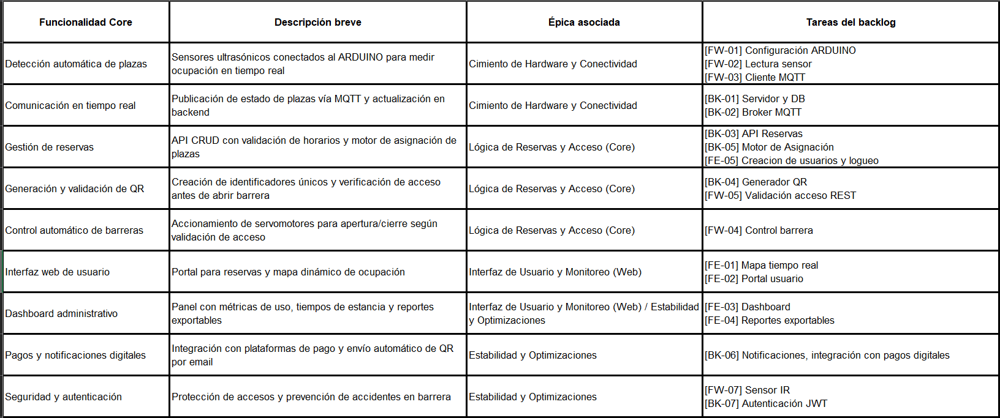 Funcionalidad Core
Descripción breve
Épica asociada
Tareas del backlog
Detección automática de plazas
Sensores ultrasónicos conectados al ARDUINO para medir
ocupación en tiempo real
Cimiento de Hardware y Conectividad
[FW-01] Configuración ARDUINO
[FW-02] Lectura sensor
[FW-03] Cliente MQTT
Comunicación en tiempo real
Publicación de estado de plazas vía MQTT y actualización en
backend
Cimiento de Hardware y Conectividad
[BK-01] Servidor y DB
[BK-02] Broker MQTT
Gestión de reservas
API CRUD con validación de horarios y motor de asignación de
plazas
Lógica de Reservas y Acceso (Core)
[BK-03] API Reservas
[BK-05] Motor de Asignación
[FE-05] Creacion de usuarios y logueo
Generación y validación de QR
Creación de identificadores únicos y verificación de acceso
antes de abrir barrera
Lógica de Reservas y Acceso (Core)
[BK-04] Generador QR
[FW-05] Validación acceso REST
Control automático de barreras
Accionamiento de servomotores para apertura/cierre según
validación de acceso
Lógica de Reservas y Acceso (Core)
[FW-04] Control barrera
Interfaz web de usuario
Portal para reservas y mapa dinámico de ocupación
Interfaz de Usuario y Monitoreo (Web)
[FE-01] Mapa tiempo real
[FE-02] Portal usuario
Dashboard administrativo
Panel con métricas de uso, tiempos de estancia y reportes
exportables
Interfaz de Usuario y Monitoreo (Web) / Estabilidad
y Optimizaciones
[FE-03] Dashboard
[FE-04] Reportes exportables
Pagos y notificaciones digitales
Integración con plataformas de pago y envío automático de QR
por email
Estabilidad y Optimizaciones
[BK-06] Notificaciones, integración con pagos digitales
Seguridad y autenticación
Protección de accesos y prevención de accidentes en barrera
Estabilidad y Optimizaciones
[FW-07] Sensor IR
[BK-07] Autenticación JWT